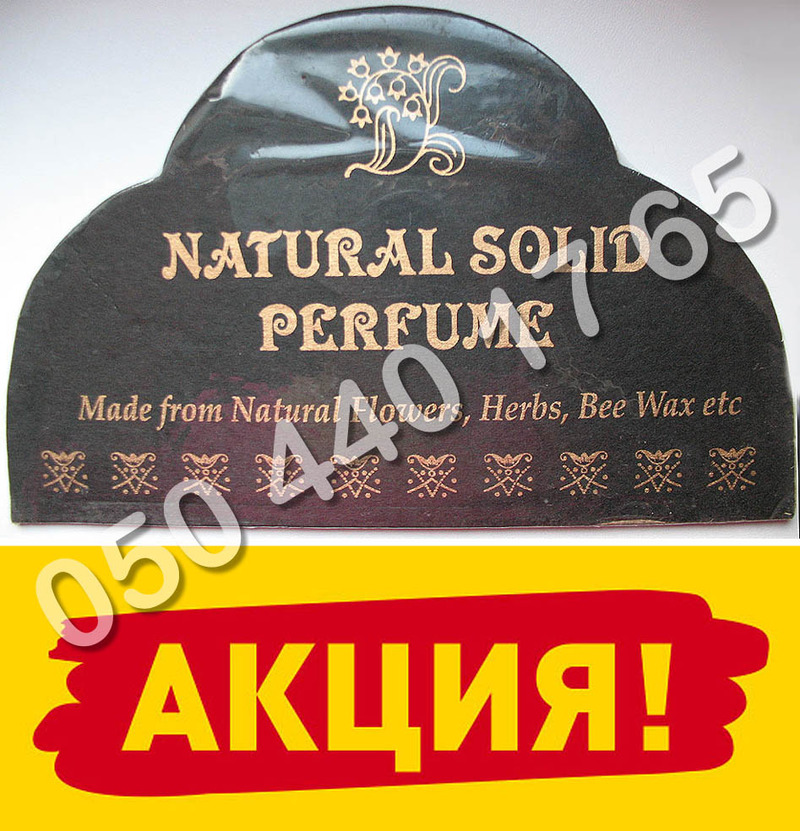 NATURAL SOLID
PERFUME
Made from Natural Flowers, Herbs, Bee Wax etc
050 440 17 65
АКЦИЯ!